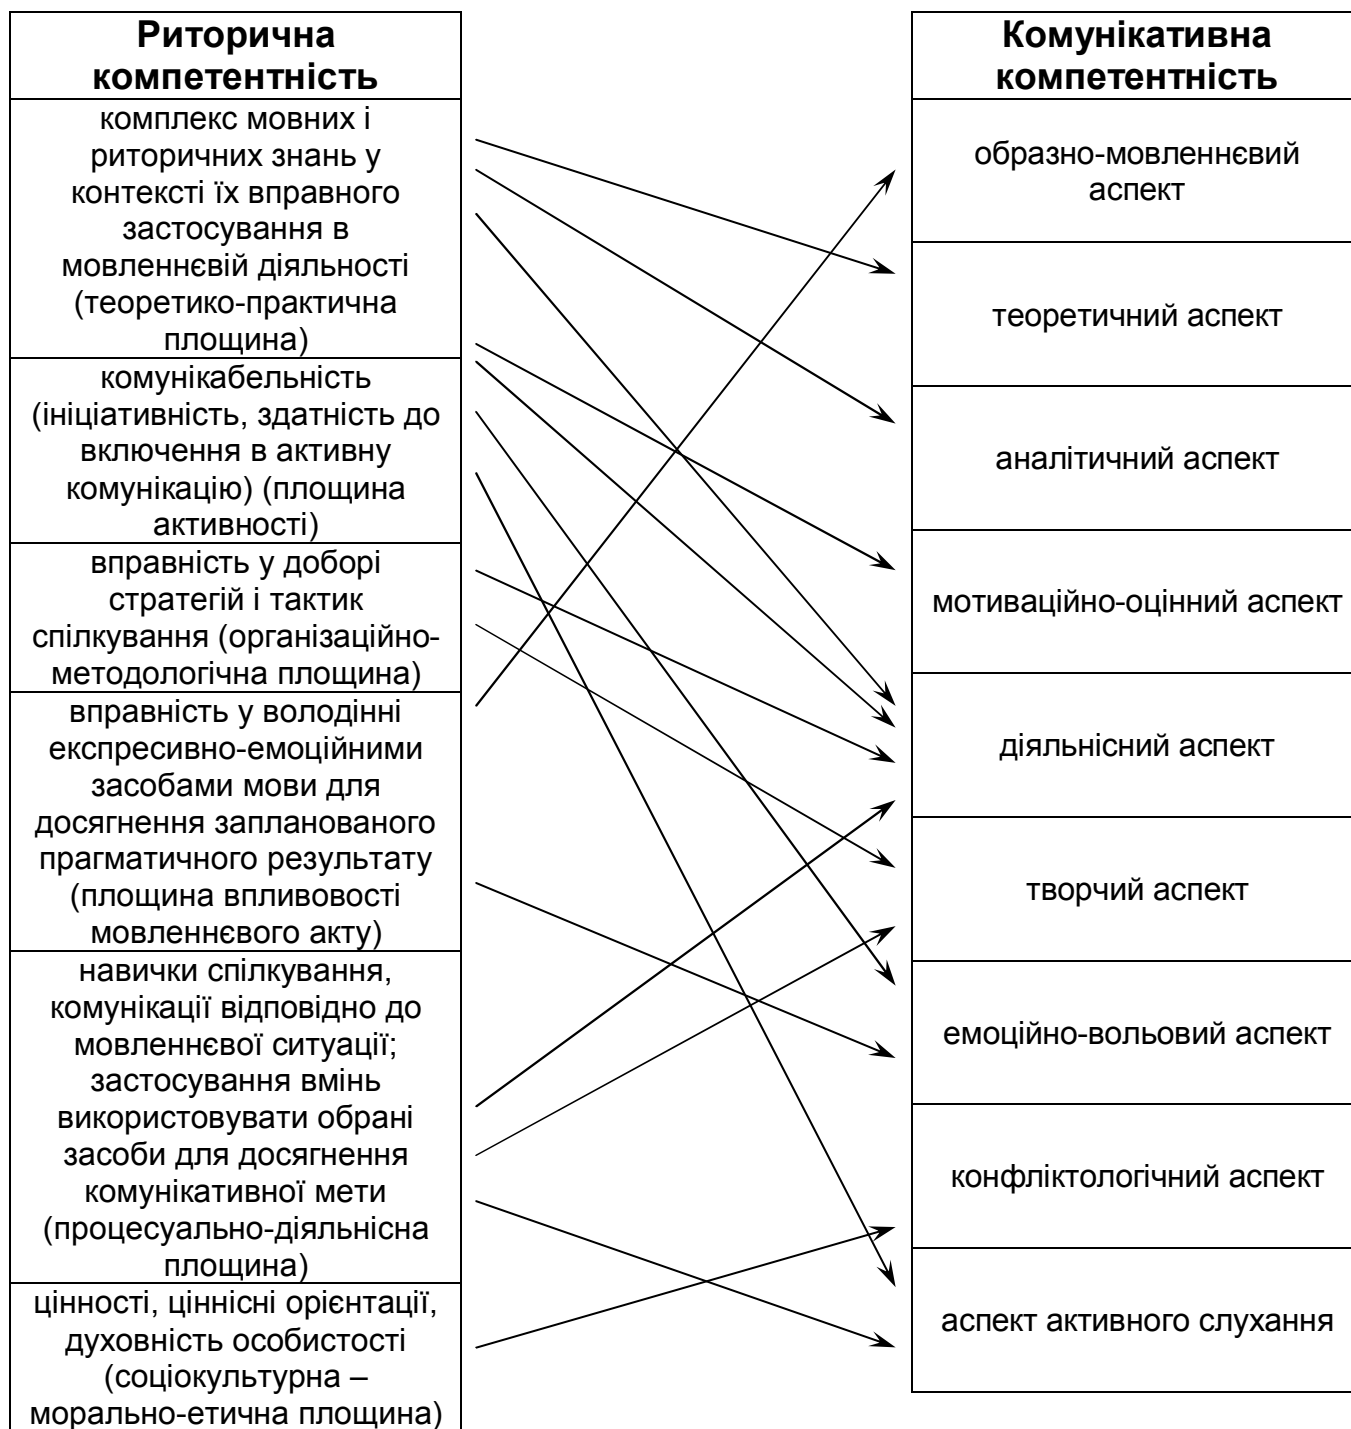 Риторична
компетентність
комплекс мовних і
риторичних знань у
контексті їх вправного
застосування в
мовленнєвій діяльності
(теоретико-практична
площина)
комунікабельність
(ініціативність, здатність до
включення в активну
комунікацію) (площина
активності)
вправність у доборі
стратегій і тактик
спілкування (організаційно-
методологічна площина)
вправність у володінні
експресивно-емоційними
засобами мови для
досягнення запланованого
прагматичного результату
(площина впливовості
мовленнєвого акту)
навички спілкування,
комунікації відповідно до
мовленнєвої ситуації;
застосування вмінь
використовувати обрані
засоби для досягнення
комунікативної мети
(процесуально-діяльнісна
площина)
цінності, ціннісні орієнтації,
духовність особистості
(соціокультурна –
морально-етична площина)
Комунікативна
компетентність
образно-мовленнєвий
аспект
теоретичний аспект
аналітичний аспект
мотиваційно-оцінний аспект
діяльнісний аспект
творчий аспект
емоційно-вольовий аспект
конфліктологічний аспект
аспект активного слухання